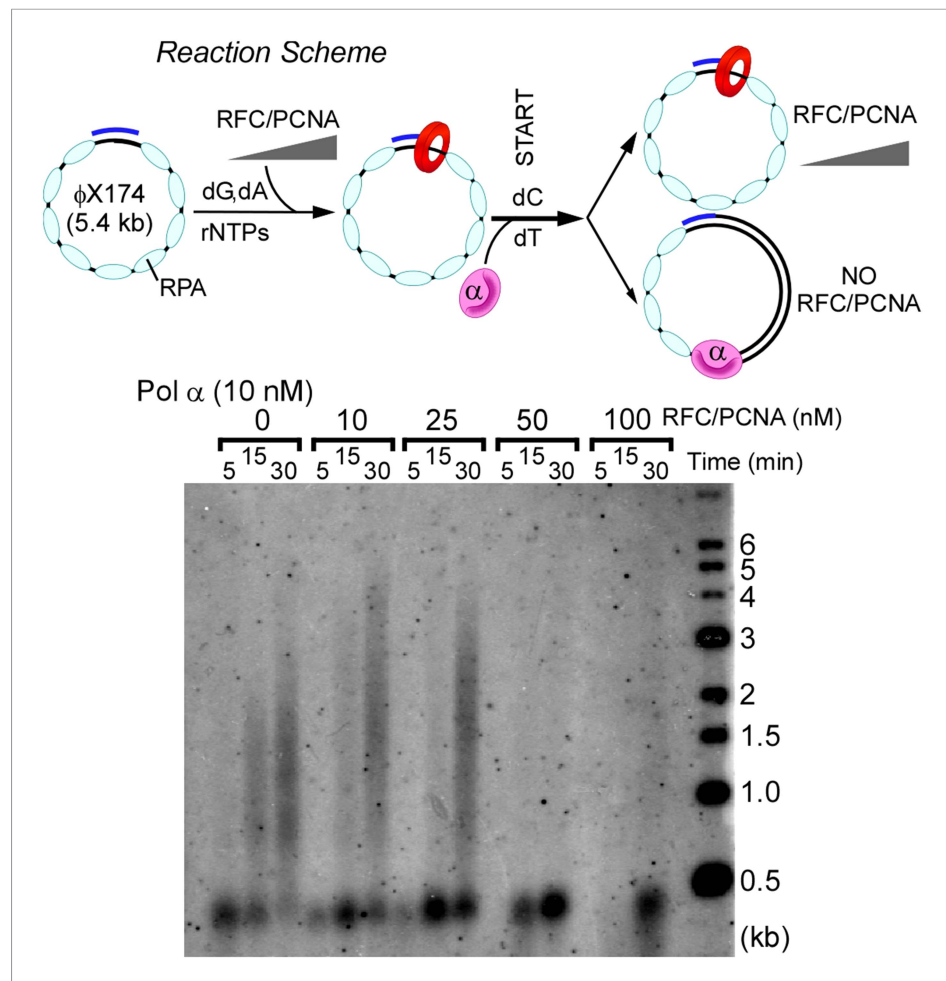 Reaction Scheme
RFC/PCNA
dG,dA
rNTPs
ϕX174
(5.4 kb)
RPA
START
dC
dT
α
RFC/PCNA
NO
RFC/PCNA
α
Pol α (10 nM)
0 10 25 50 100 RFC/PCNA (nM)
5 15 30 5 15 30 5 15 30 5 15 30 5 15 30 Time (min)
6
5
4
3
2
1.5
1.0
0.5
(kb)